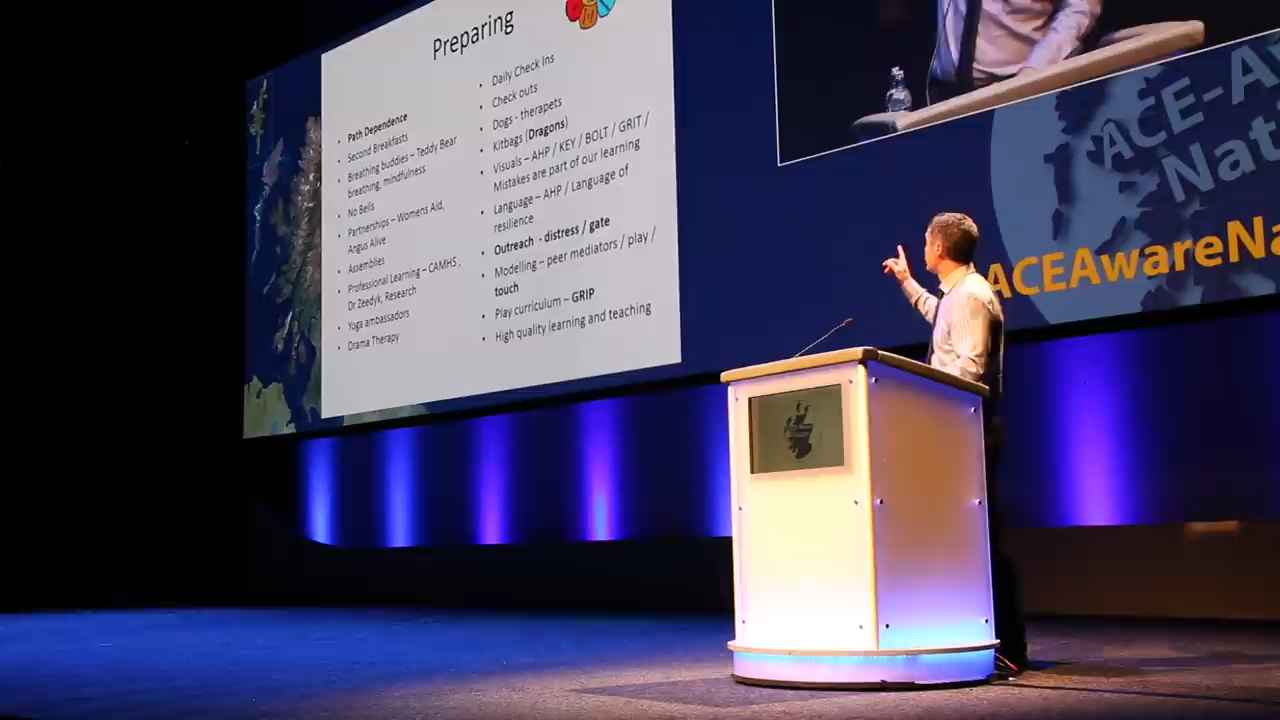 Preparing
Path Dependence
Second Breakfasts
Breathing buddies – Teddy Bear
breathing, mindfulness
No Bells
Partnerships – Womens Aid,
Angus Alive
Assemblies
Professional Learning – CAMHS ,
Dr Zeedyk, Research
Yoga ambassadors
Drama Therapy
Daily Check Ins
Check outs
Dogs - therapets
Kitbags (Dragons)
Visuals – AHP / KEY / BOLT / GRIT /
Mistakes are part of our learning
Language – AHP / Language of
resilience
Outreach - distress / gate
Modelling – peer mediators / play /
touch
Play curriculum – GRIP
High quality learning and teaching
ACE-A
Nat
ACEAwareNa